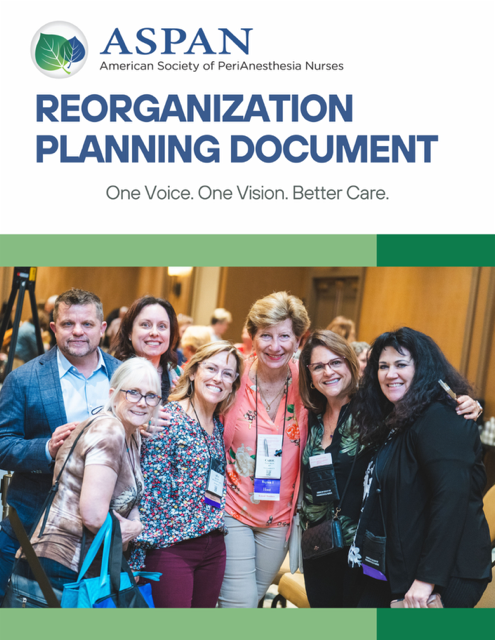 ASPAN
American Society of PeriAnesthesia Nurses
REORGANIZATION
PLANNING DOCUMENT
One Voice. One Vision. Better Care.